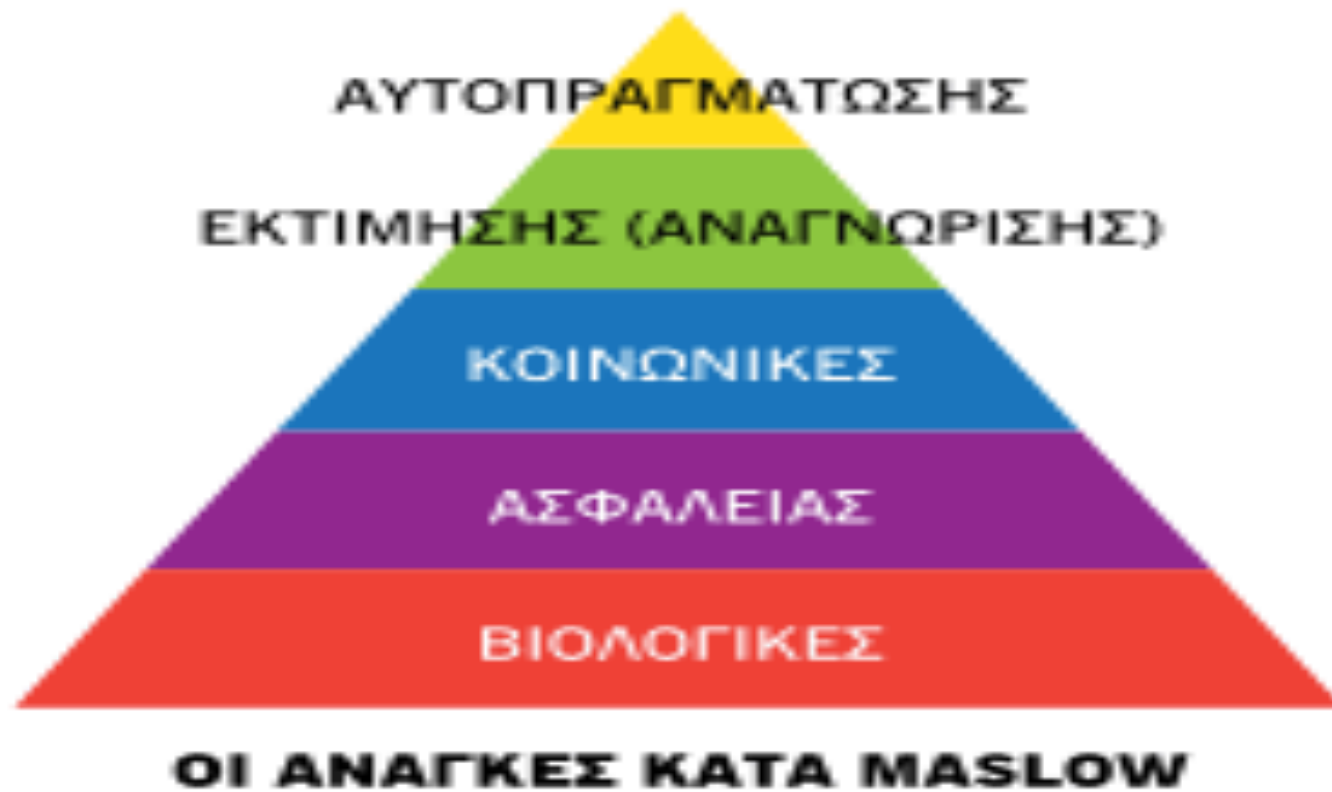 ΑΥΤΟΠΡΑΓΜΑΤΩΣΗΣ
ΕΚΤΙΜΗΣΗΣ (ΑΝΑΓΝΩΡΙΣΗΣ)
ΚΟΙΝΩΝΙΚΕΣ
ΑΣΦΑΛΕΙΑΣ
ΒΙΟΛΟΓΙΚΕΣ
ΟΙ ΑΝΑΓΚΕΣ ΚΑΤΑ MASLOW